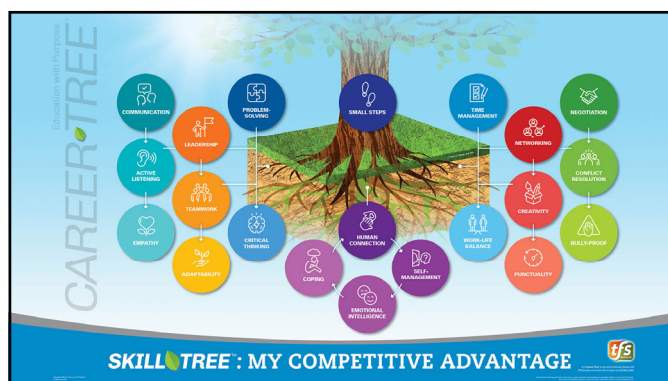 Education with Purpose.
CAREER TREE
COMMUNICATION
ACTIVE
LISTENING
EMPATHY
LEADERSHIP
TEAMWORK
ADAPTABILITY
PROBLEM-
SOLVING
CRITICAL
THINKING
SMALL STEPS
HUMAN
CONNECTION
SELF-
MANAGEMENT
EMOTIONAL
INTELLIGENCE
COPING
TIME
MANAGEMENT
WORK-LIFE
BALANCE
NETWORKING
CREATIVITY
PUNCTUALITY
NEGOTIATION
CONFLICT
RESOLUTION
BULLY-PROOF
SKILL TREE™: MY COMPETITIVE ADVANTAGE
tfs